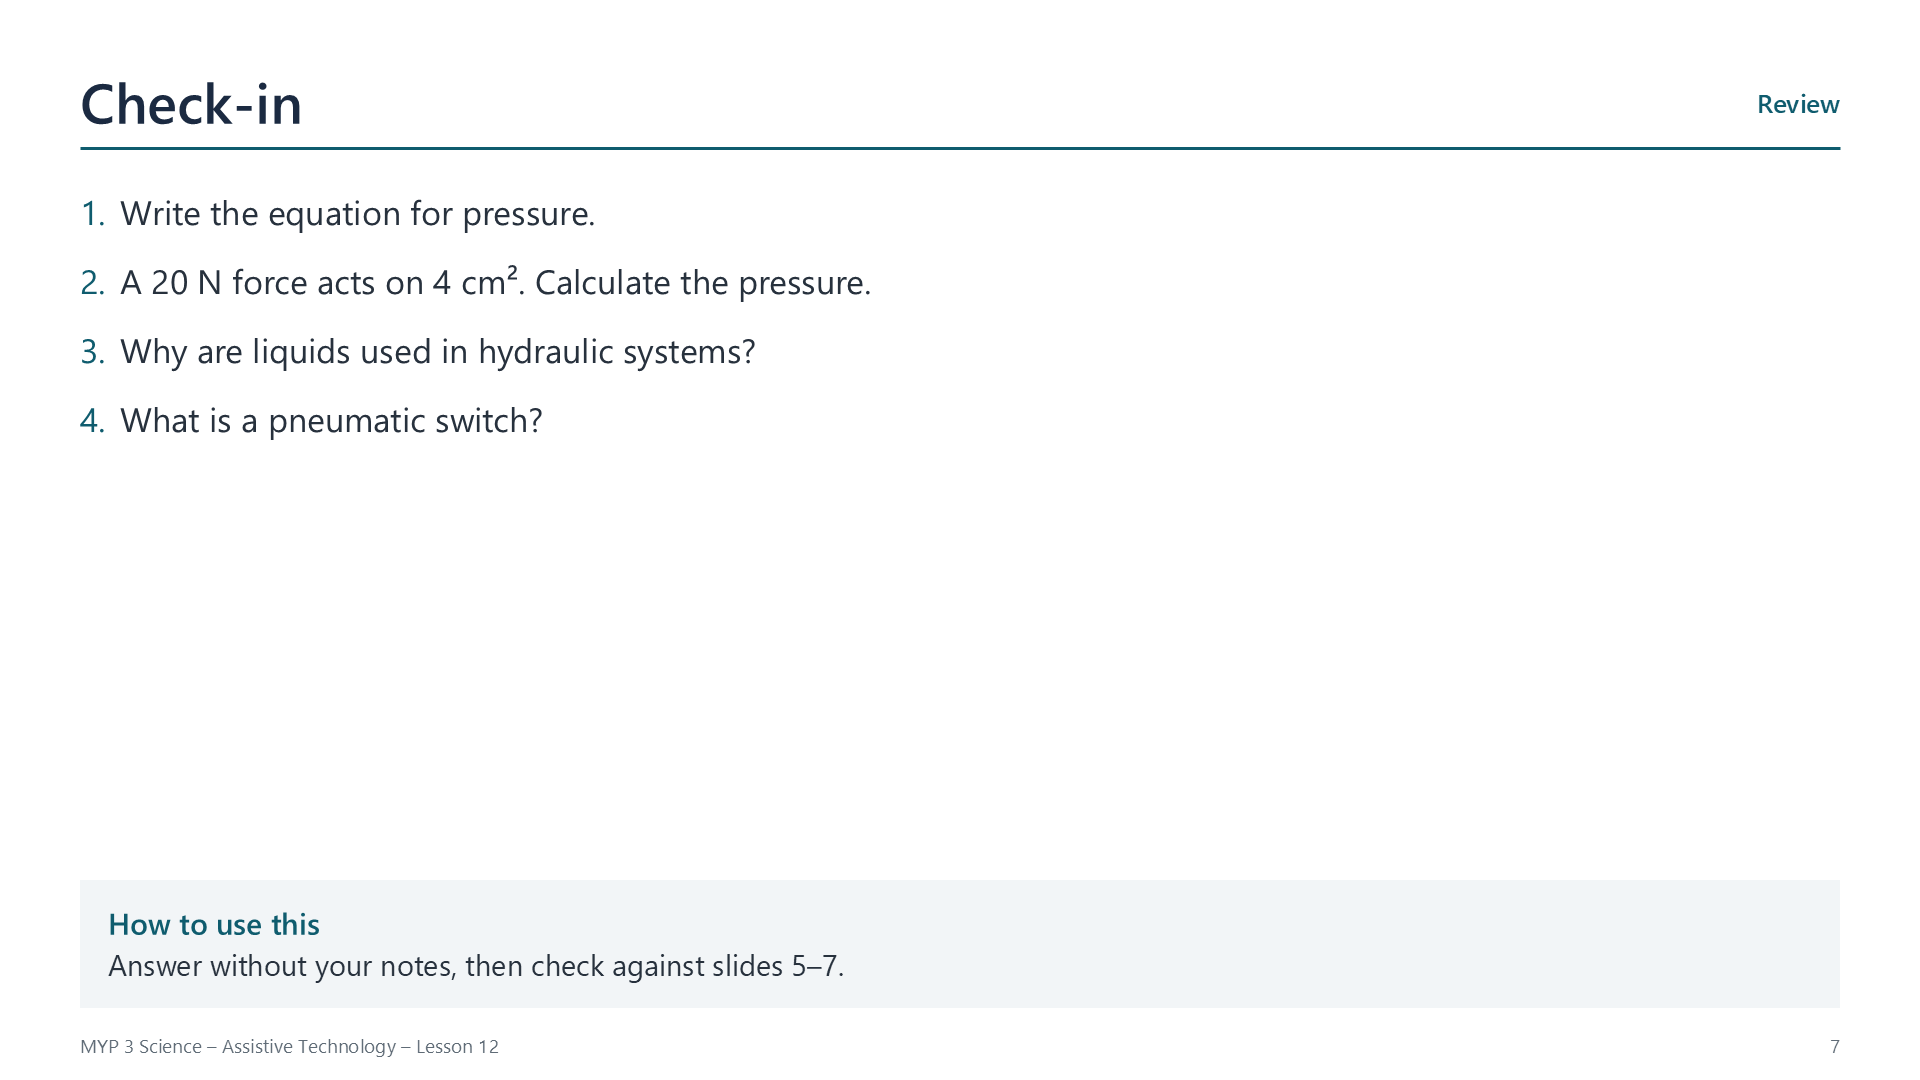 Check-in
Review
1. Write the equation for pressure.
2. A 20 N force acts on 4 cm². Calculate the pressure.
3. Why are liquids used in hydraulic systems?
4. What is a pneumatic switch?
How to use this
Answer without your notes, then check against slides 5–7.
MYP 3 Science – Assistive Technology – Lesson 12
7